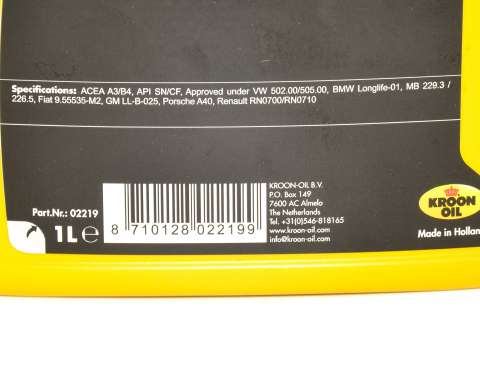 Specifications: ACEA A3/B4, API SN/CF, Approved under VW 502.00/505.00, BMW Longlife-01, MB 229.3 /
226.5, Fiat 9.55535-M2, GM LL-B-025, Porsche A40, Renault RN0700/RN0710
Part.Nr.: 02219
1L ℮
8 710128 022199
KROON-OIL B.V.
P.O. Box 149
7600 AC Almelo
The Netherlands
Tel. +31(0)546-818165
www.kroon-oil.com
info@kroon-oil.com
KROON
OIL
Made in Holland